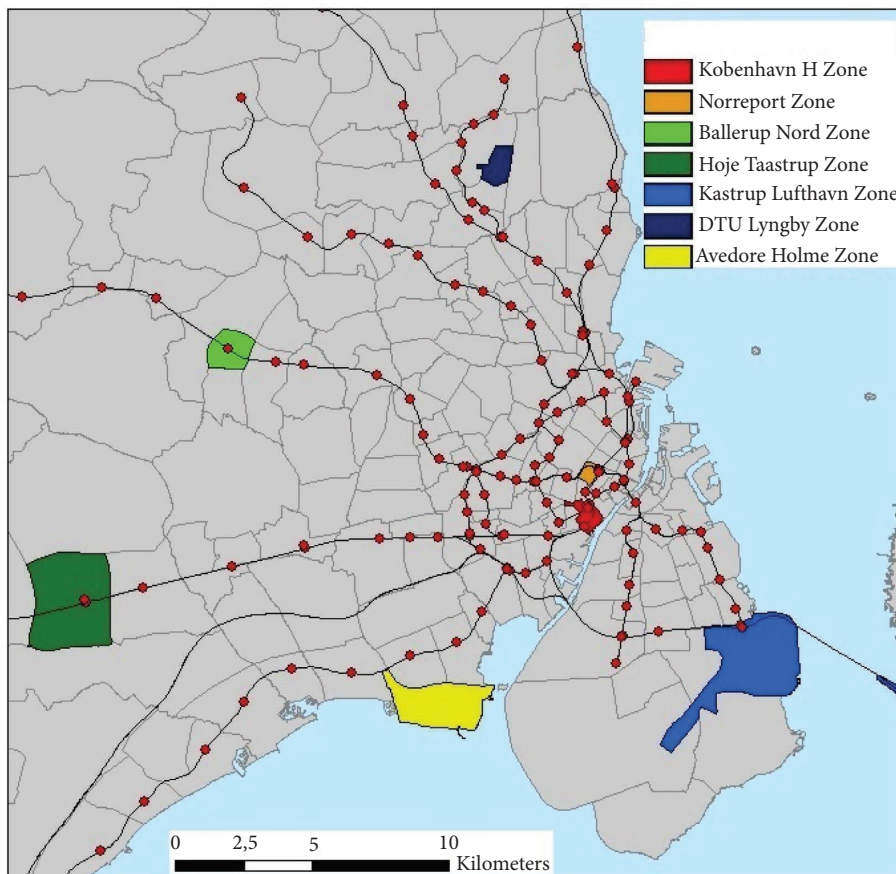 Kobenhavn H Zone
Norreport Zone
Ballerup Nord Zone
Hoje Taastrup Zone
Kastrup Lufthavn Zone
DTU Lyngby Zone
Avedore Holme Zone
0 2,5 5 10
Kilometers